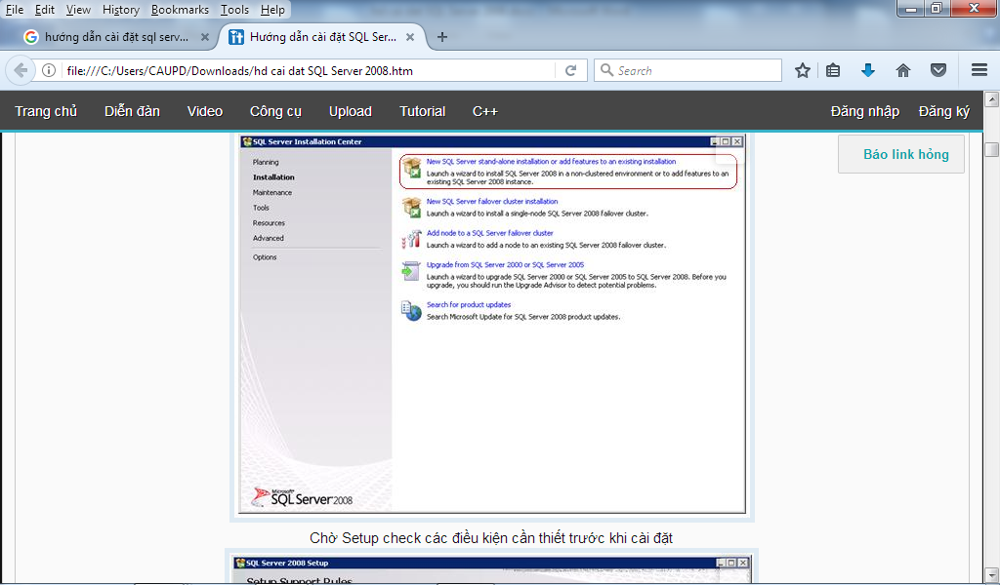 File Edit View History Bookmarks Tools Help
hướng dẫn cài đặt sql serv... Hướng dẫn cài đặt SQL Ser...
file:///C:/Users/CAUPD/Downloads/hd cai dat SQL Server 2008.htm Search
Trang chủ Diễn đàn Video Công cụ Upload Tutorial C++ Đăng nhập Đăng ký
Báo link hỏng
SQL Server Installation Center
Planning
Installation
Maintenance
Tools
Resources
Advanced
Options
New SQL Server stand-alone installation or add features to an existing installation
Launch a wizard to install SQL Server 2008 in a non-clustered environment or to add features to an
existing SQL Server 2008 instance.
New SQL Server failover cluster installation
Launch a wizard to install a single-node SQL Server 2008 failover cluster.
Add node to a SQL Server failover cluster
Launch a wizard to add a node to an existing SQL Server 2008 failover cluster.
Upgrade from SQL Server 2000 or SQL Server 2005
Launch a wizard to upgrade SQL Server 2000 or SQL Server 2005 to SQL Server 2008. Before you
upgrade, you should run the Upgrade Advisor to detect potential problems.
Search for product updates
Search Microsoft Update for SQL Server 2008 product updates.
Microsoft
SQL Server 2008
Chờ Setup check các điều kiện cần thiết trước khi cài đặt
SQL Server 2008 Setup
Setup Support Rules